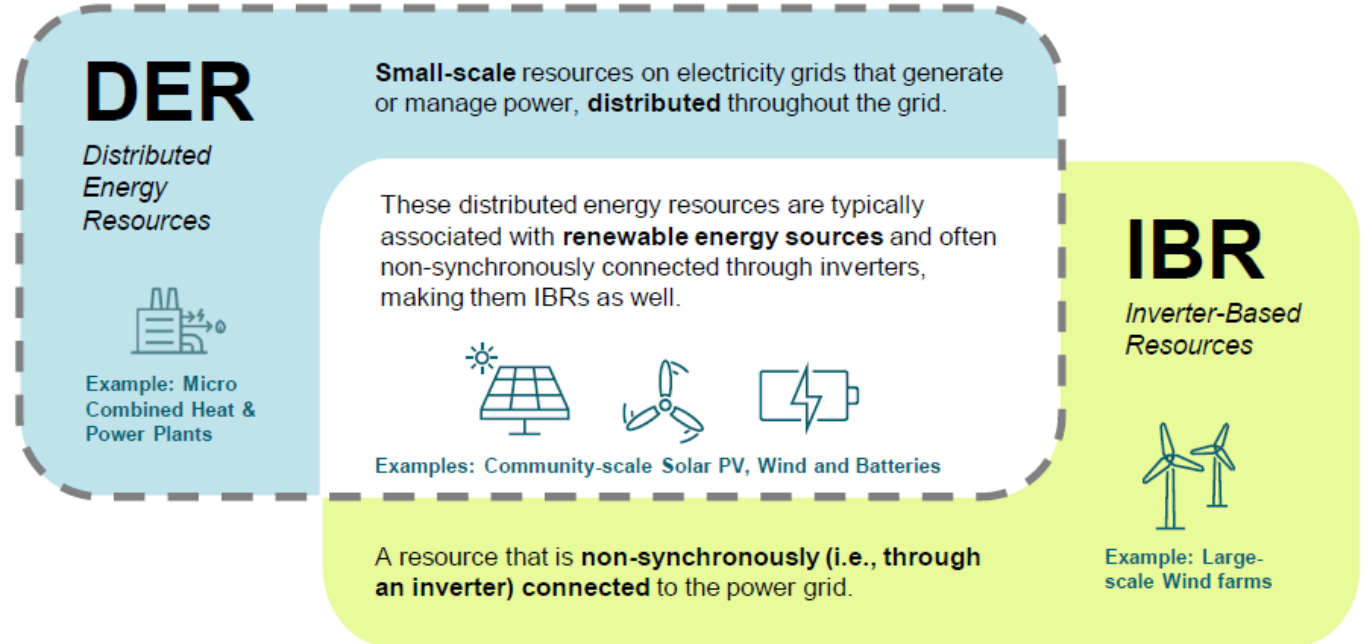 DER
Distributed
Energy
Resources
Example: Micro
Combined Heat &
Power Plants
Small-scale resources on electricity grids that generate
or manage power, distributed throughout the grid.
These distributed energy resources are typically
associated with renewable energy sources and often
non-synchronously connected through inverters,
making them IBRs as well.
Examples: Community-scale Solar PV, Wind and Batteries
A resource that is non-synchronously (i.e., through
an inverter) connected to the power grid.
IBR
Inverter-Based
Resources
Example: Large-
scale Wind farms